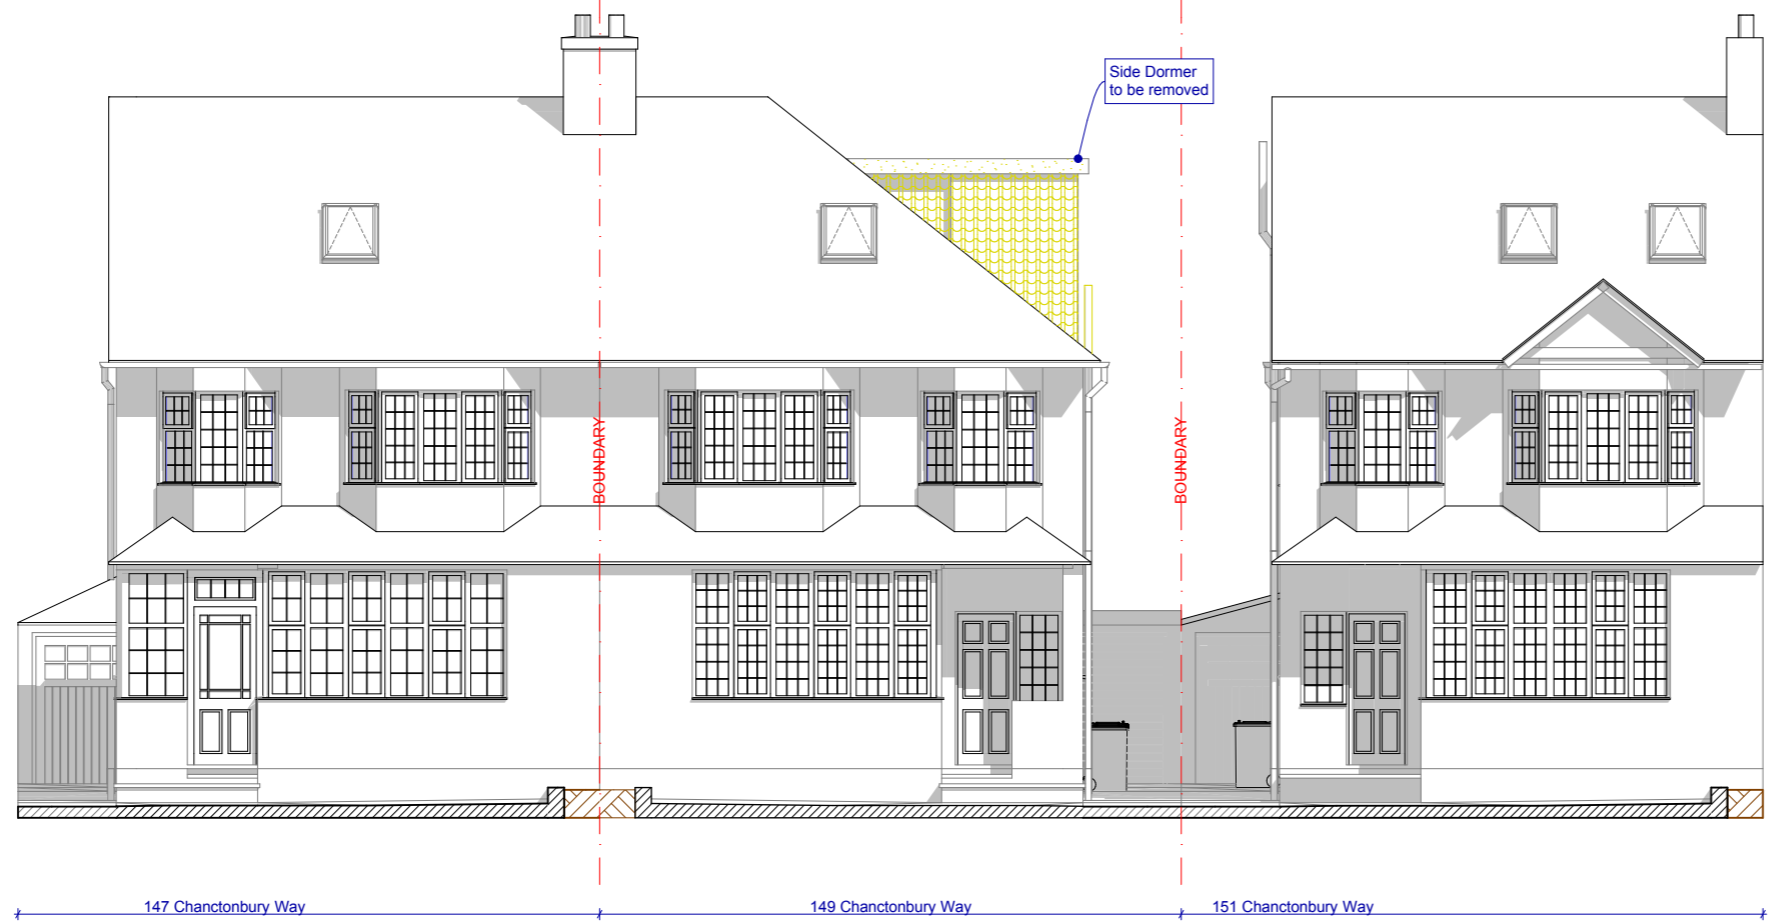 Side Dormer
to be removed
BOUNDARY
BOUNDARY
147 Chanctonbury Way
149 Chanctonbury Way
151 Chanctonbury Way